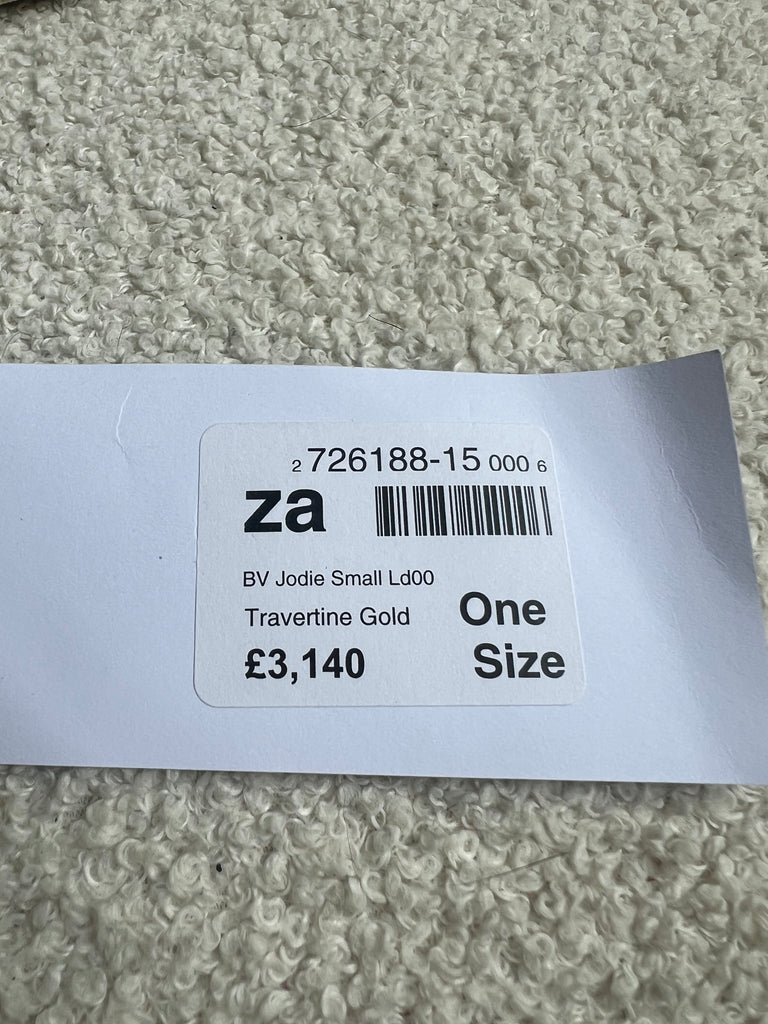 2 726188-15 000 6
za
BV Jodie Small Ld00
Travertine Gold
One
Size
£3,140